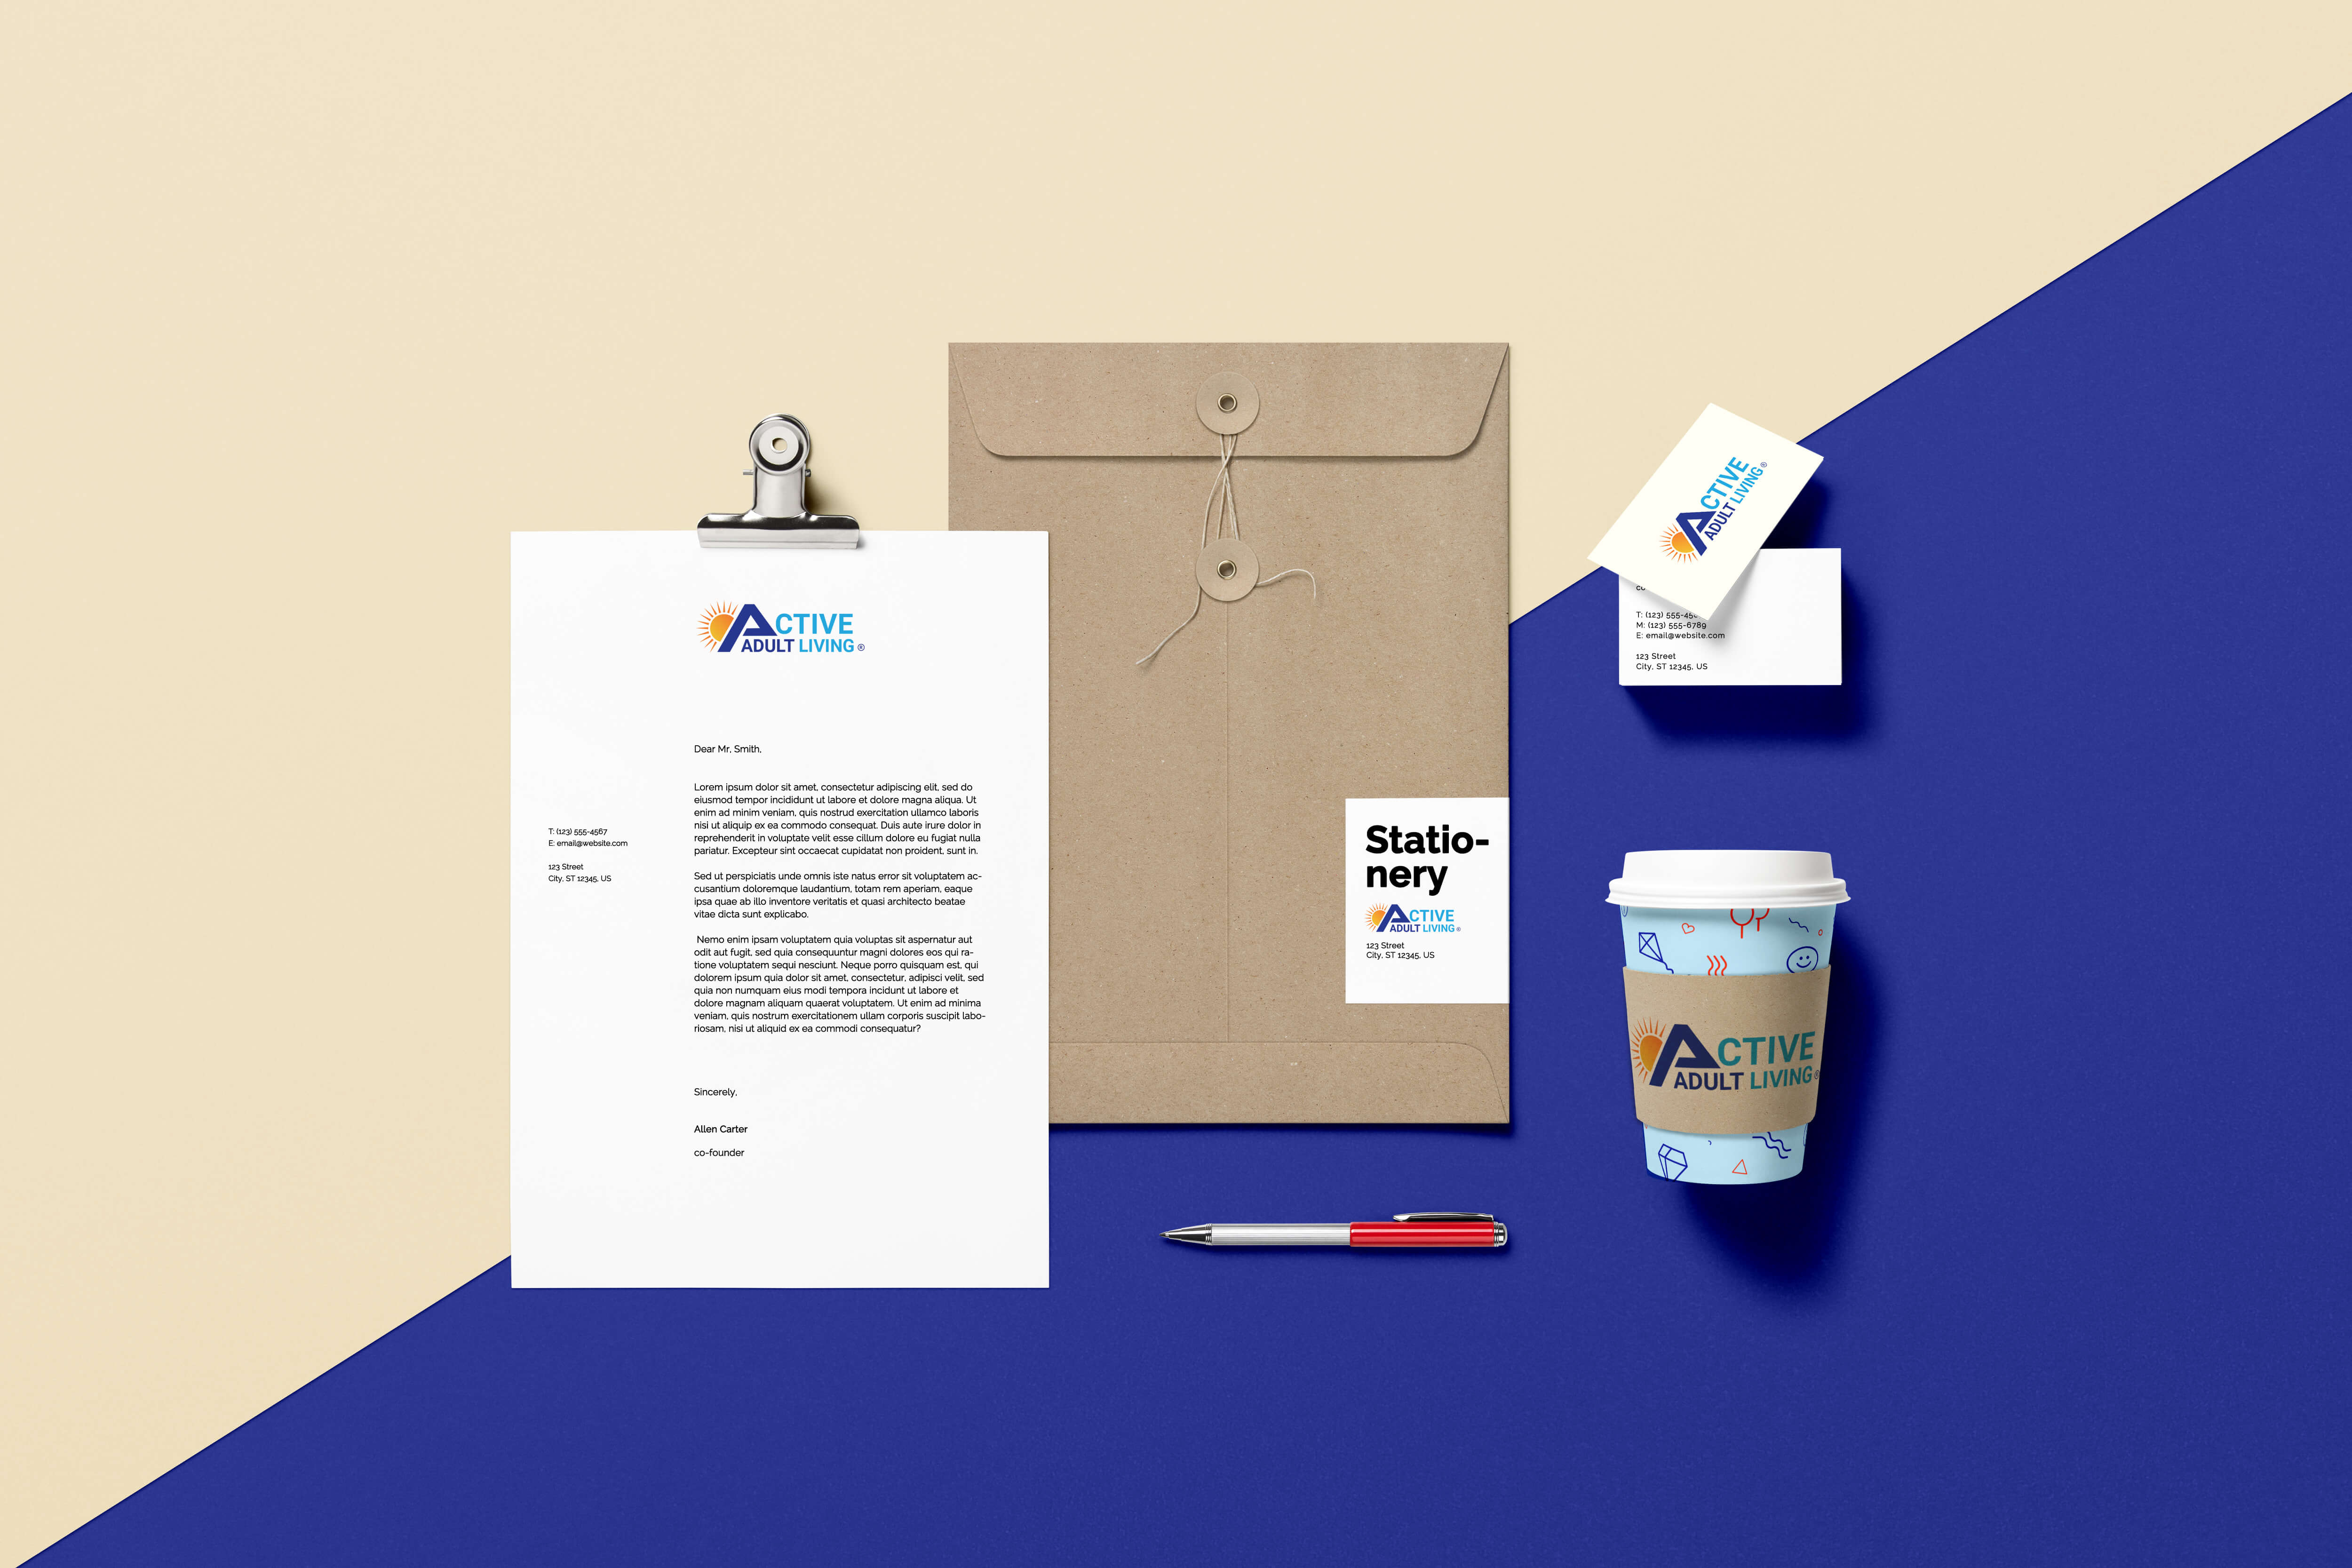 ACTIVE
ADULT LIVING ®
Dear Mr, Smith,
Lorem ipsum dolor sit amet, consectetur adipiscing elit, sed do
eiusmod tempor incididunt ut labore et dolore magna aliqua. Ut
enim ad minim veniam, quis nostrud exercitation ullamco laboris
nisi ut aliquip ex ea commodo consequat. Duis aute irure dolor in
reprehenderit in voluptate velit esse cillum dolore eu fugiat nulla
pariatur. Excepteur sint occaecat cupidatat non proident, sunt in.
Sed ut perspiciatis unde omnis iste natus error sit voluptatem ac-
cusantium doloremque laudantium, totam rem aperiam, eaque
ipsa quae ab illo inventore veritatis et quasi architecto beatae
vitae dicta sunt explicabo.
Nemo enim ipsam voluptatem quia voluptas sit aspernatur aut
odit aut fugit, sed quia consequuntur magni dolores eos qui ra-
tione voluptatem sequi nesciunt. Neque porro quisquam est, qui
dolorem ipsum quia dolor sit amet, consectetur, adipisci velit, sed
quia non numquam eius modi tempora incidunt ut labore et
dolore magnam aliquam quaerat voluptatem. Ut enim ad minima
veniam, quis nostrum exercitationem ullam corporis suscipit labo-
riosam, nisi ut aliquid ex ea commodi consequatur?
Sincerely,
Allen Carter
co-founder
T: (123) 555-4567
E: email@website.com
123 Street
City, ST 12345, US
Statio-
nery
ACTIVE
ADULT LIVING ®
123 Street
City, ST 12345, US
ACTIVE
ADULT LIVING ®
co
T: (123) 555-45
M: (123) 555-6789
E: email@website.com
123 Street
City, ST 12345, US
ACTIVE
ADULT LIVING ®